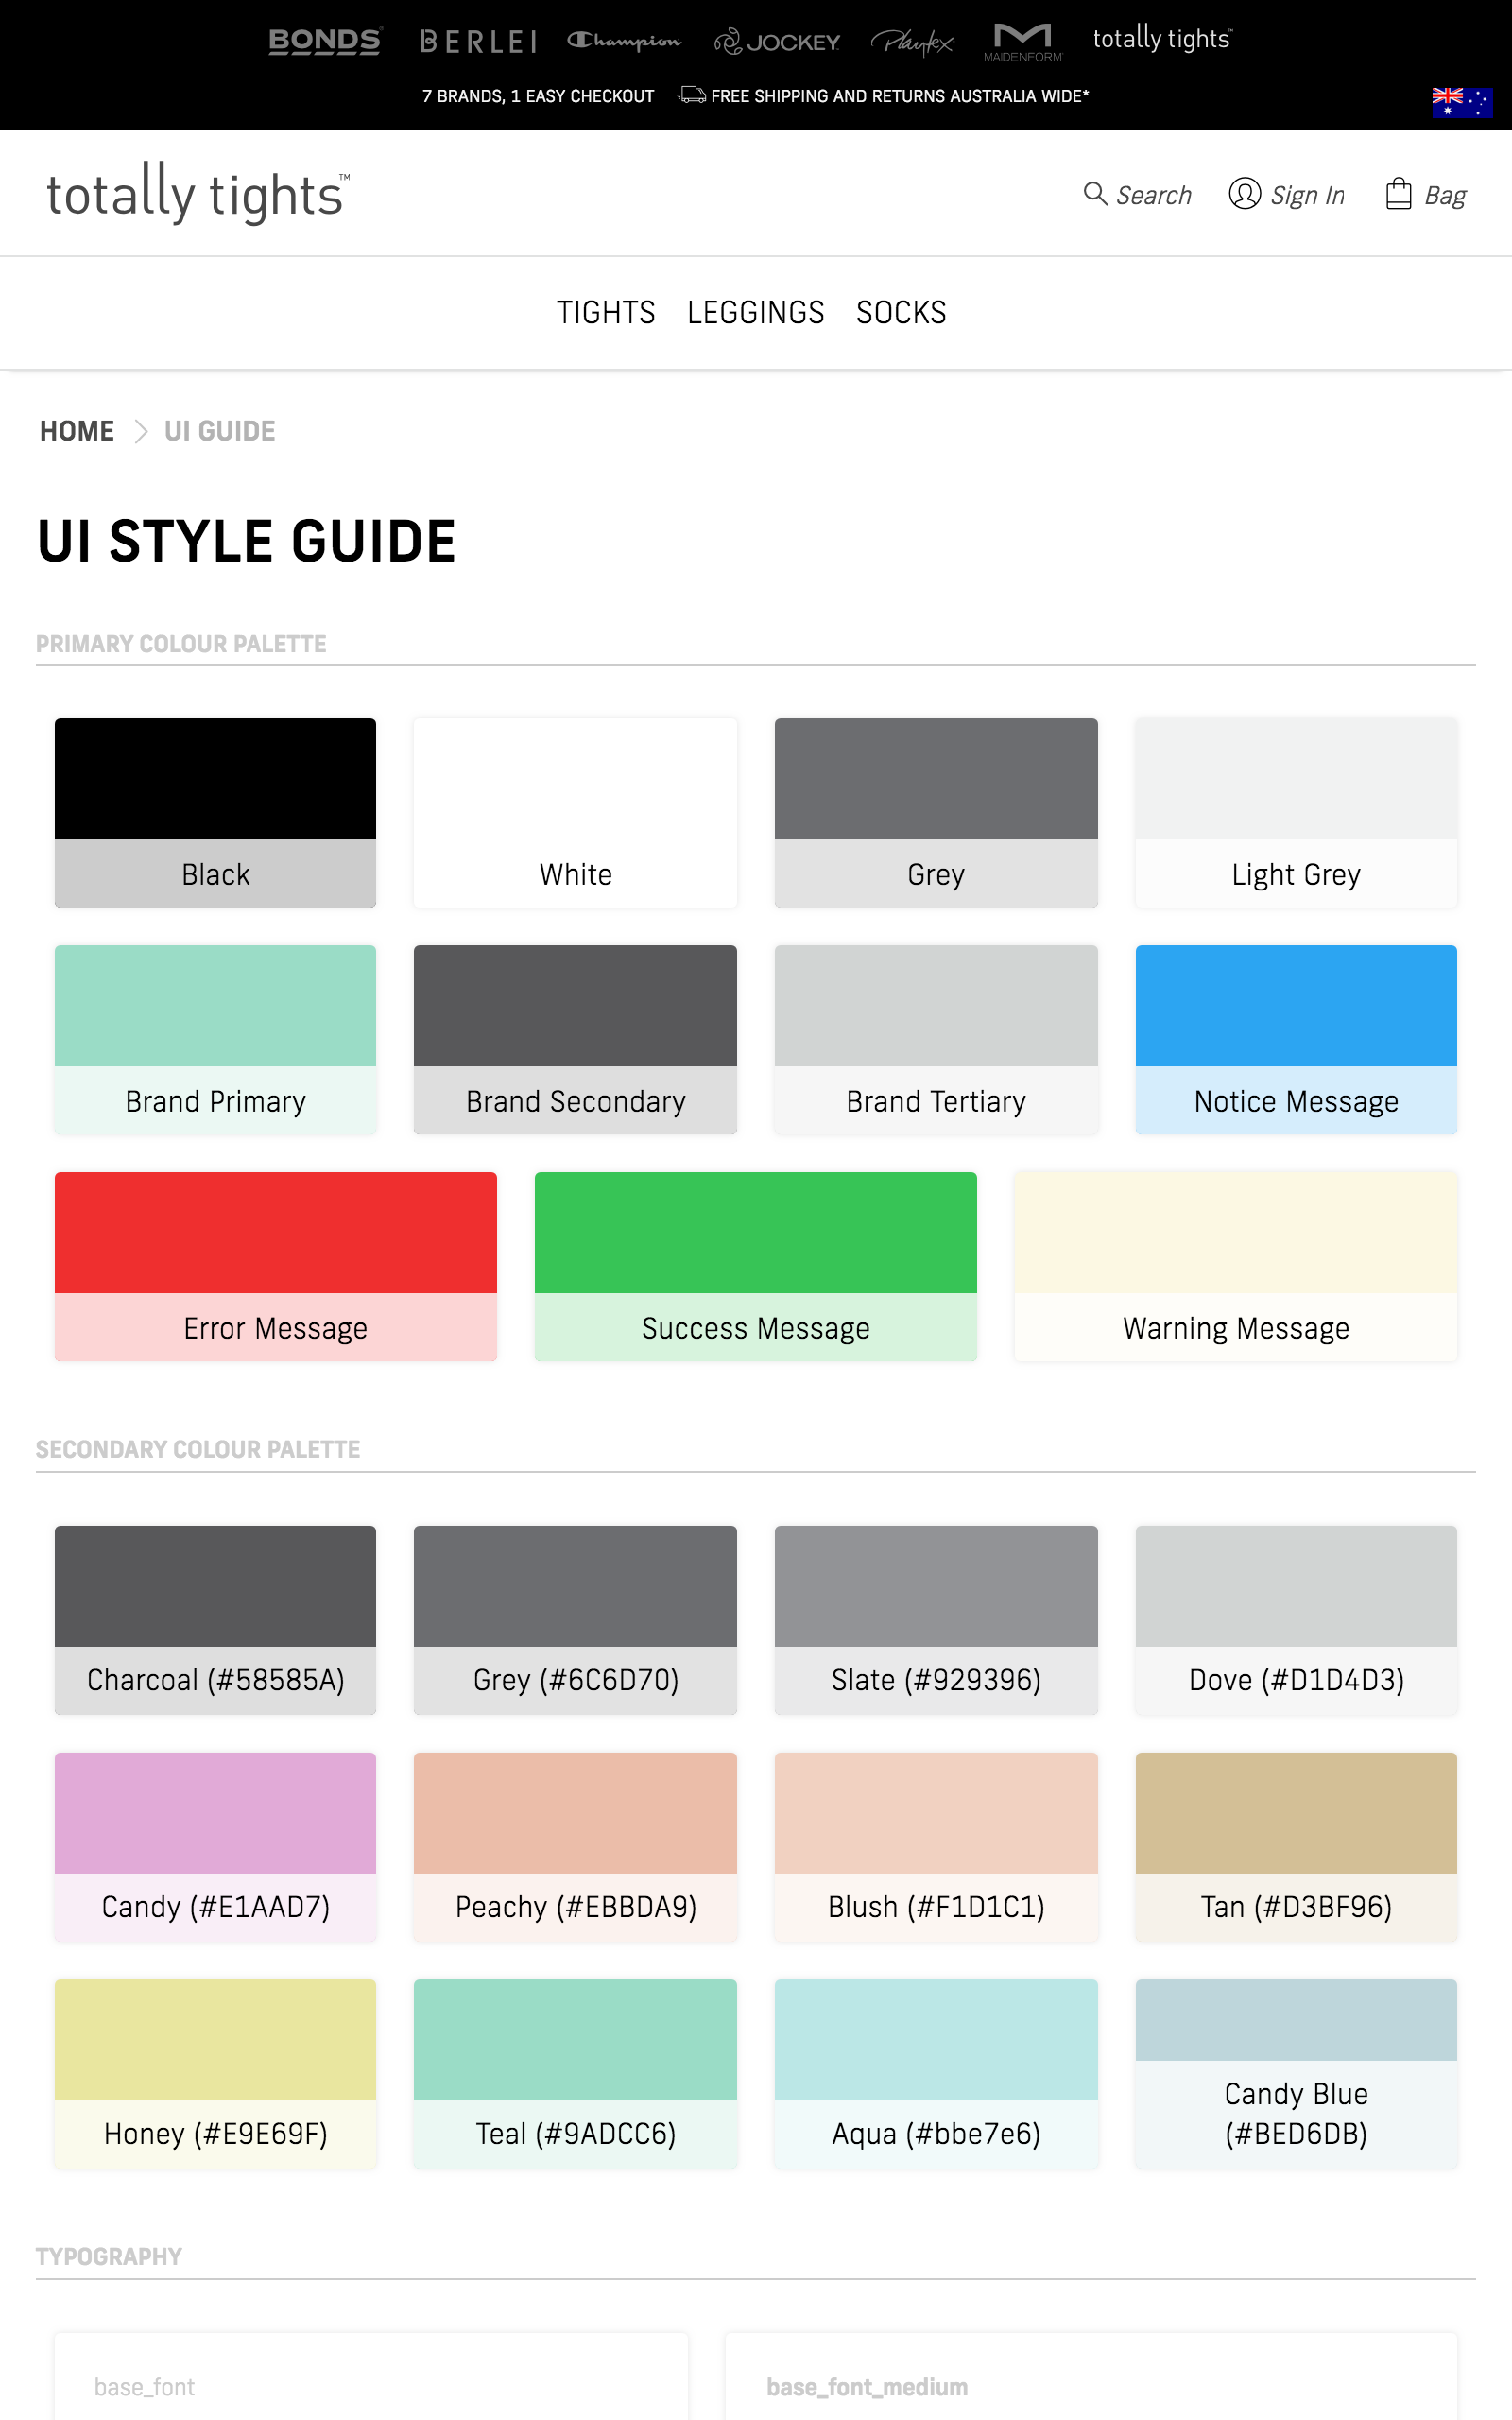 BONDS BERLEI Champion JOCKEY Playtex MAIDENFORM totally tights™
7 BRANDS, 1 EASY CHECKOUT FREE SHIPPING AND RETURNS AUSTRALIA WIDE*
totally tights™ Search Sign In Bag
TIGHTS LEGGINGS SOCKS
HOME UI GUIDE
UI STYLE GUIDE
PRIMARY COLOUR PALETTE
Black White Grey Light Grey
Brand Primary Brand Secondary Brand Tertiary Notice Message
Error Message Success Message Warning Message
SECONDARY COLOUR PALETTE
Charcoal (#58585A) Grey (#6C6D70) Slate (#929396) Dove (#D1D4D3)
Candy (#E1AAD7) Peachy (#EBBDA9) Blush (#F1D1C1) Tan (#D3BF96)
Honey (#E9E69F) Teal (#9ADCC6) Aqua (#bbe7e6) Candy Blue
(#BED6DB)
TYPOGRAPHY
base_font base_font_medium